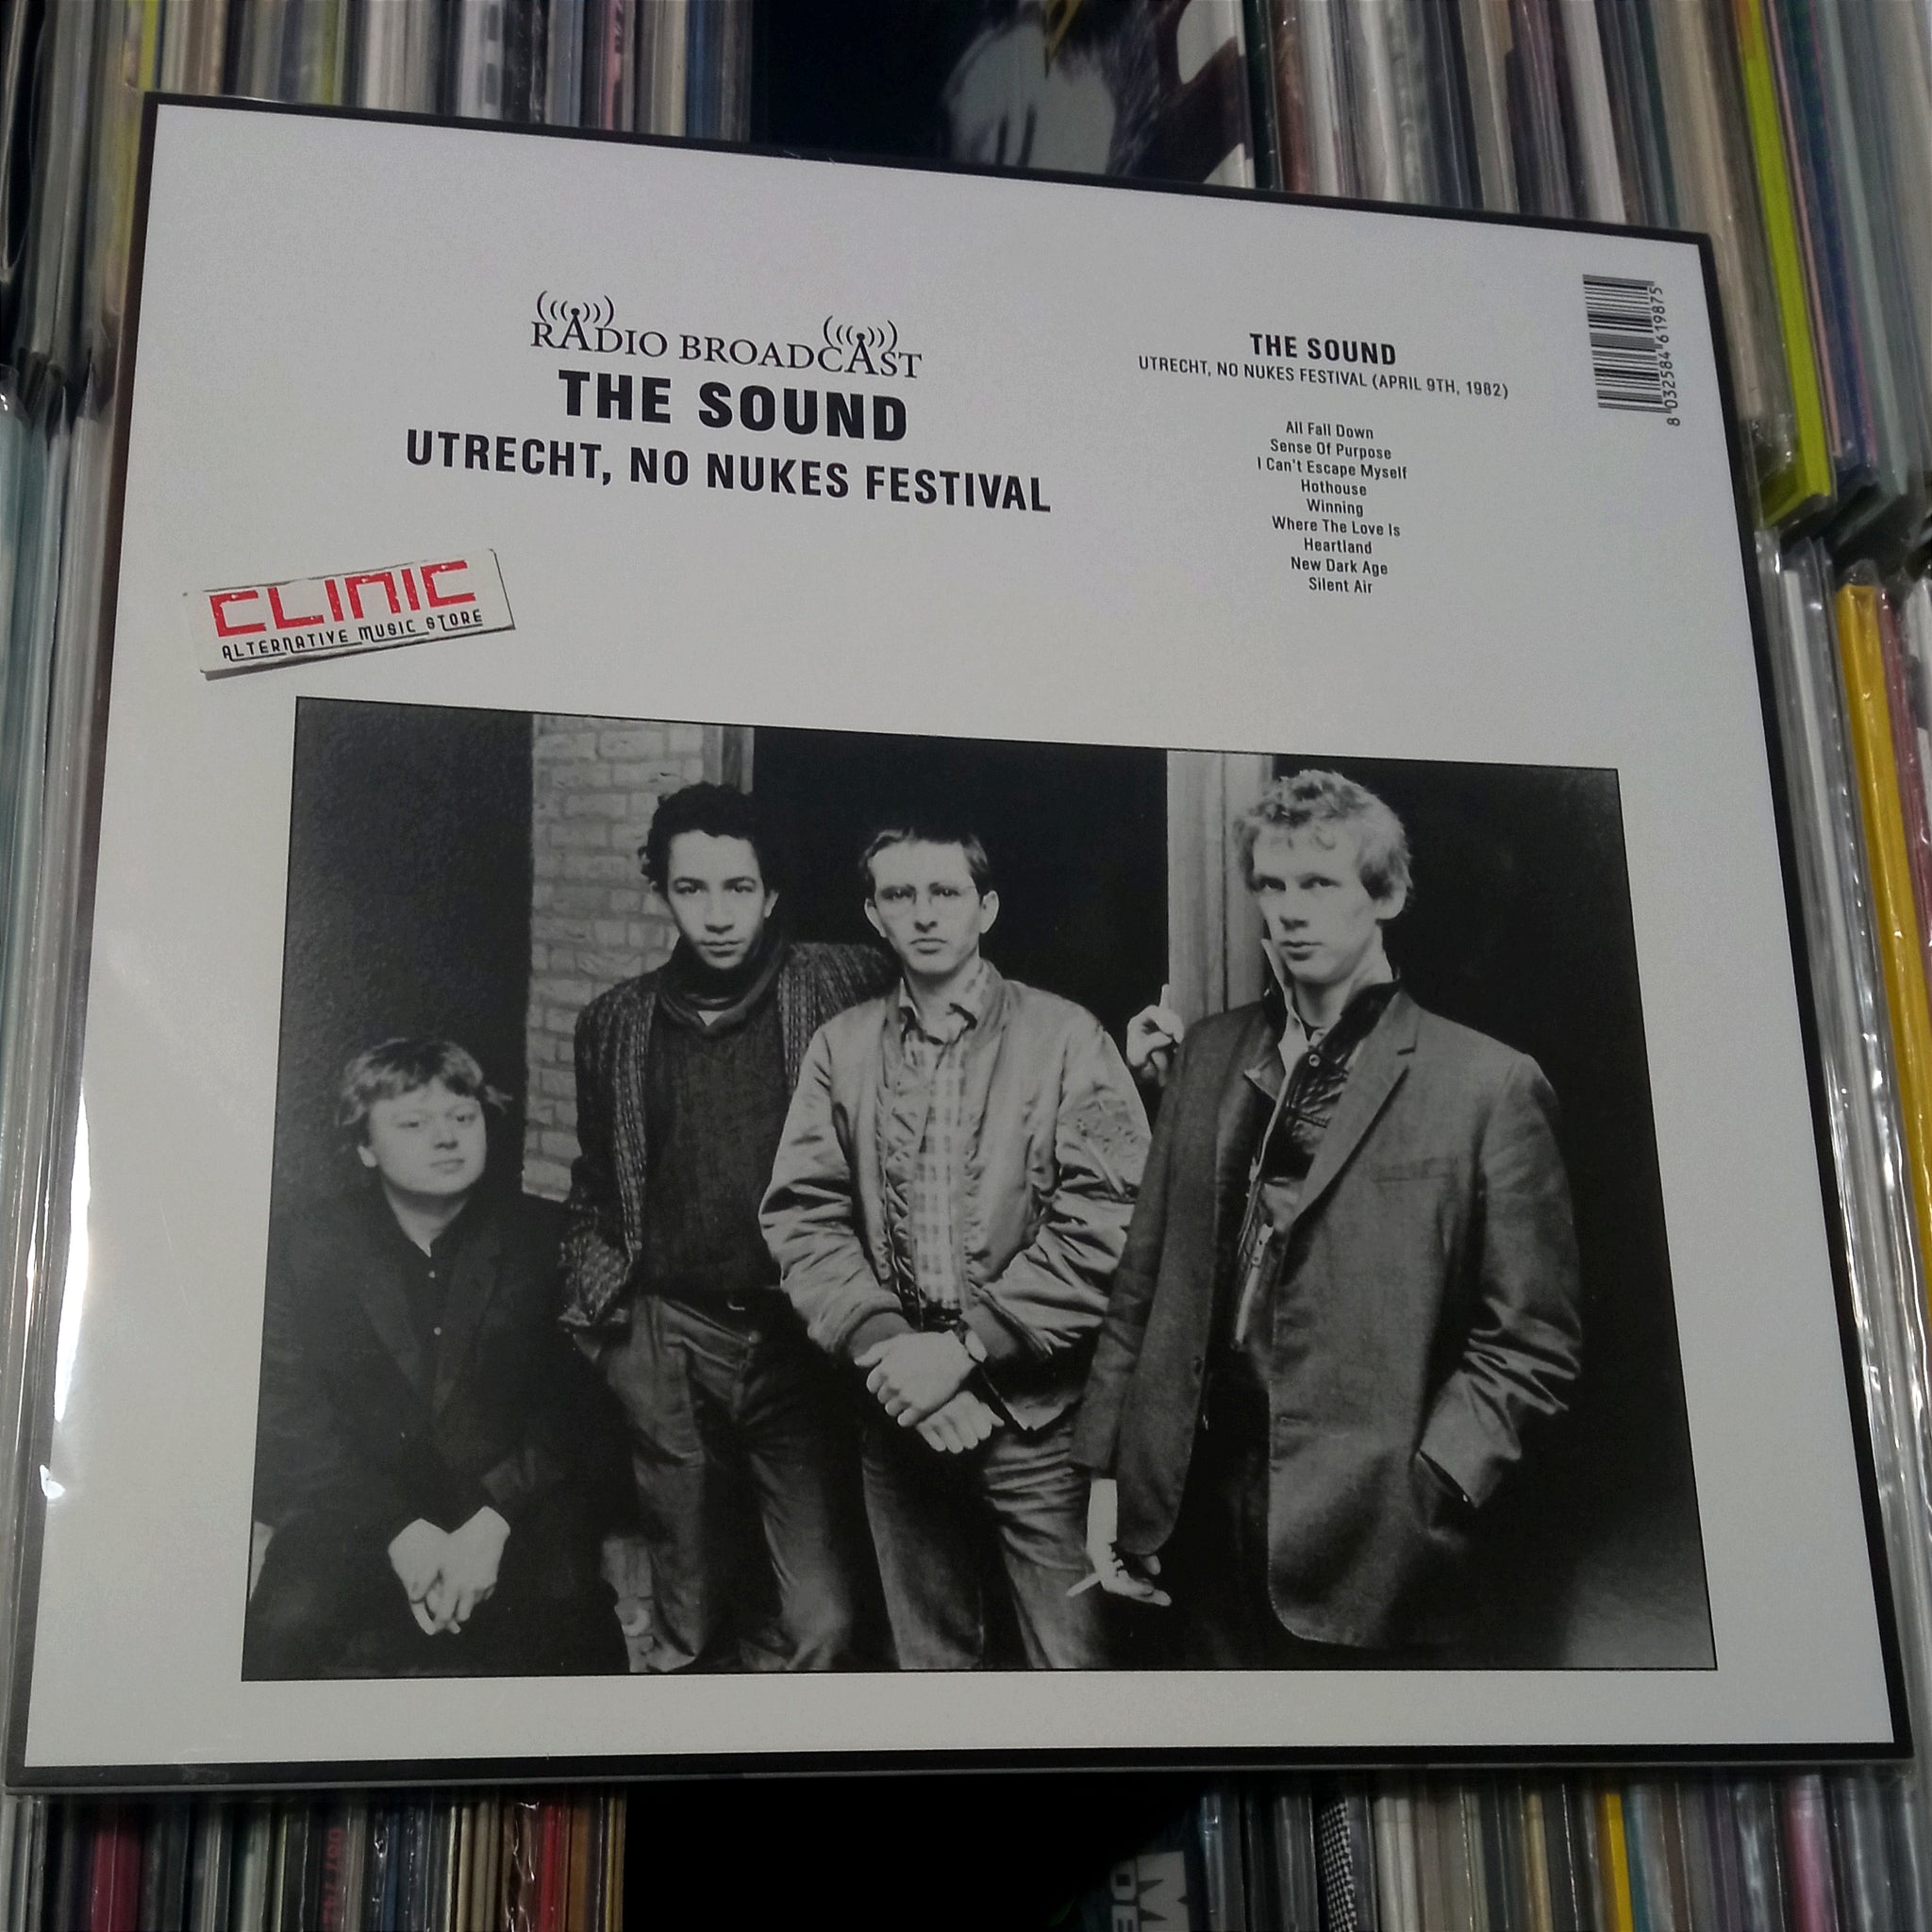 RADIO BROADCAST
THE SOUND
UTRECHT, NO NUKES FESTIVAL
THE SOUND
UTRECHT, NO NUKES FESTIVAL (APRIL 9TH, 1982)
All Fall Down
Sense Of Purpose
I Can't Escape Myself
Hothouse
Winning
Where The Love Is
Heartland
New Dark Age
Silent Air
8 032584 619875
CLINIC
ALTERNATIVE MUSIC STORE